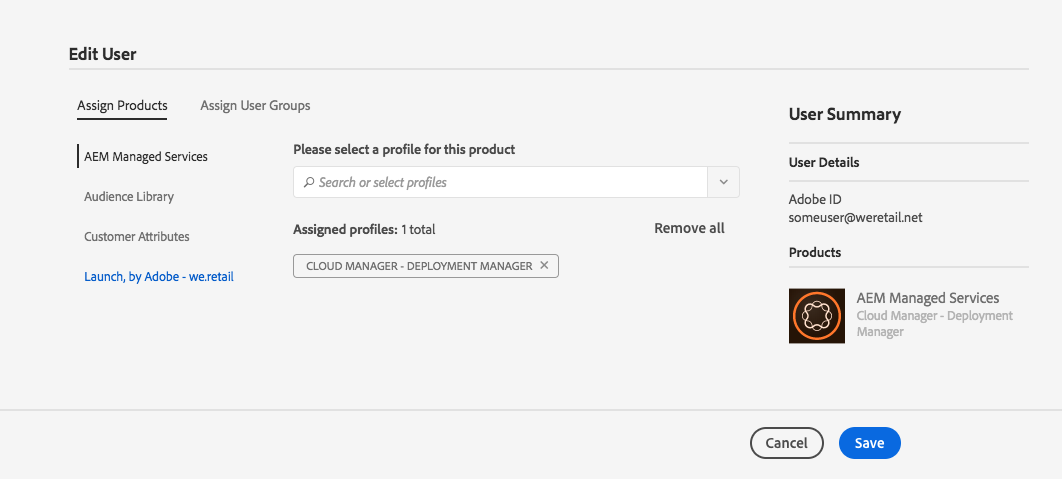 Edit User
Assign Products
Assign User Groups
AEM Managed Services
Audience Library
Customer Attributes
Launch, by Adobe - we.retail
Please select a profile for this product
Search or select profiles
Assigned profiles: 1 total
Remove all
CLOUD MANAGER - DEPLOYMENT MANAGER
User Summary
User Details
Adobe ID
someuser@weretail.net
Products
AEM Managed Services
Cloud Manager - Deployment
Manager
Cancel
Save